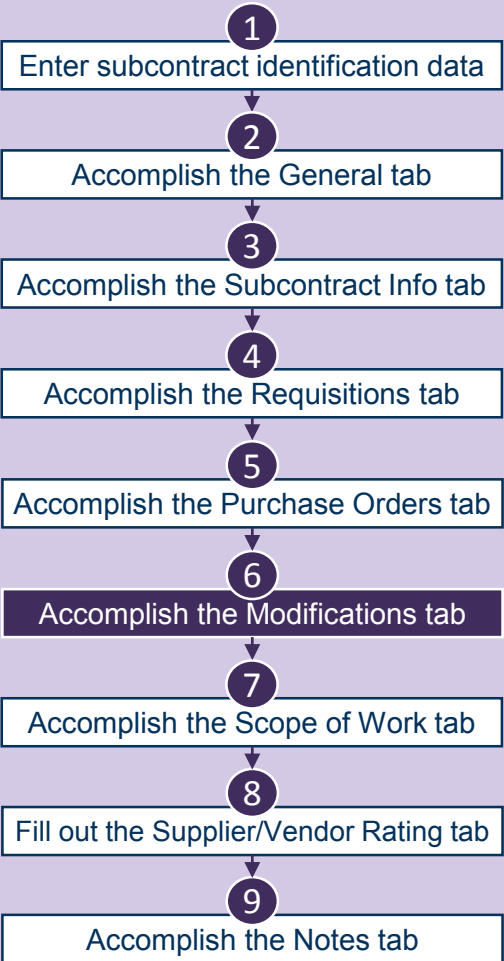 1
Enter subcontract identification data
2
Accomplish the General tab
3
Accomplish the Subcontract Info tab
4
Accomplish the Requisitions tab
5
Accomplish the Purchase Orders tab
6
Accomplish the Modifications tab
7
Accomplish the Scope of Work tab
8
Fill out the Supplier/Vendor Rating tab
9
Accomplish the Notes tab